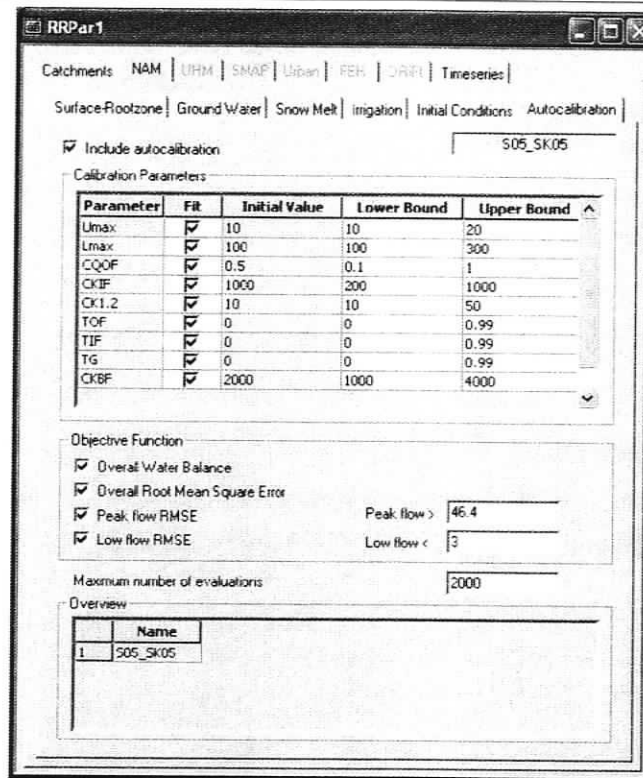 RRPar1
Catchments NAM UHM SMAP Urban FEH DRiFt Timeseries
Surface-Rootzone Ground Water Snow Melt Irrigation Initial Conditions Autocalibration
Include autocalibration S05_SK05
Calibration Parameters
Parameter Fit Initial Value Lower Bound Upper Bound
Umax 10 10 20
Lmax 100 100 300
CQOF 0.5 0.1 1
CKIF 1000 200 1000
CK1.2 10 10 50
TOF 0 0 0.99
TIF 0 0 0.99
TG 0 0 0.99
CKBF 2000 1000 4000
Objective Function
Overall Water Balance
Overall Root Mean Square Error
Peak flow RMSE Peak flow > 46.4
Low flow RMSE Low flow < 3
Maximum number of evaluations 2000
Overview
Name
1 S05_SK05